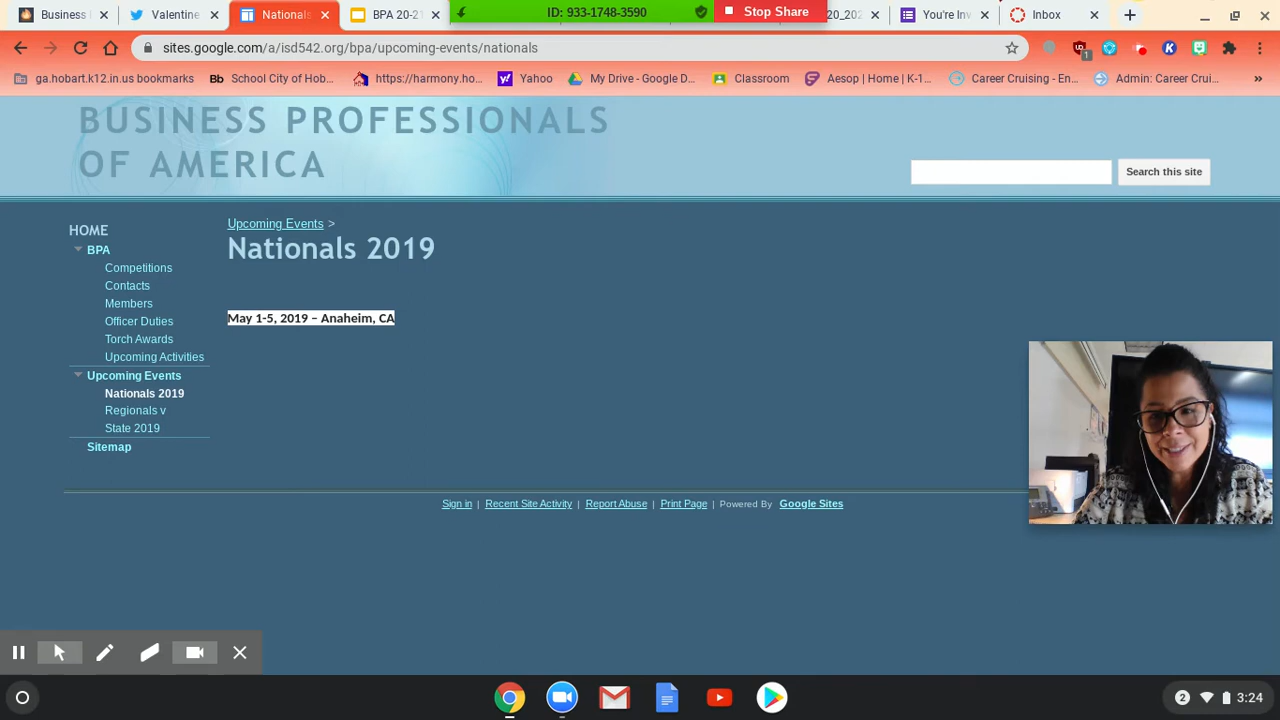 Business
Valentine
Nationals
BPA 20-21
ID: 933-1748-3590
Stop Share
You're Inv
Inbox
sites.google.com/a/isd542.org/bpa/upcoming-events/nationals
1
ga.hobart.k12.in.us bookmarks
Bb School City of Hob...
https://harmony.ho...
Yahoo
My Drive - Google D...
Classroom
Aesop | Home | K-1...
Career Cruising - En...
Admin: Career Crui...
BUSINESS PROFESSIONALS
OF AMERICA
Search this site
HOME
BPA
Competitions
Contacts
Members
Officer Duties
Torch Awards
Upcoming Activities
Upcoming Events
Nationals 2019
Regionals v
State 2019
Sitemap
Upcoming Events >
Nationals 2019
May 1-5, 2019 – Anaheim, CA
Sign in | Recent Site Activity | Report Abuse | Print Page | Powered By Google Sites
2
3:24